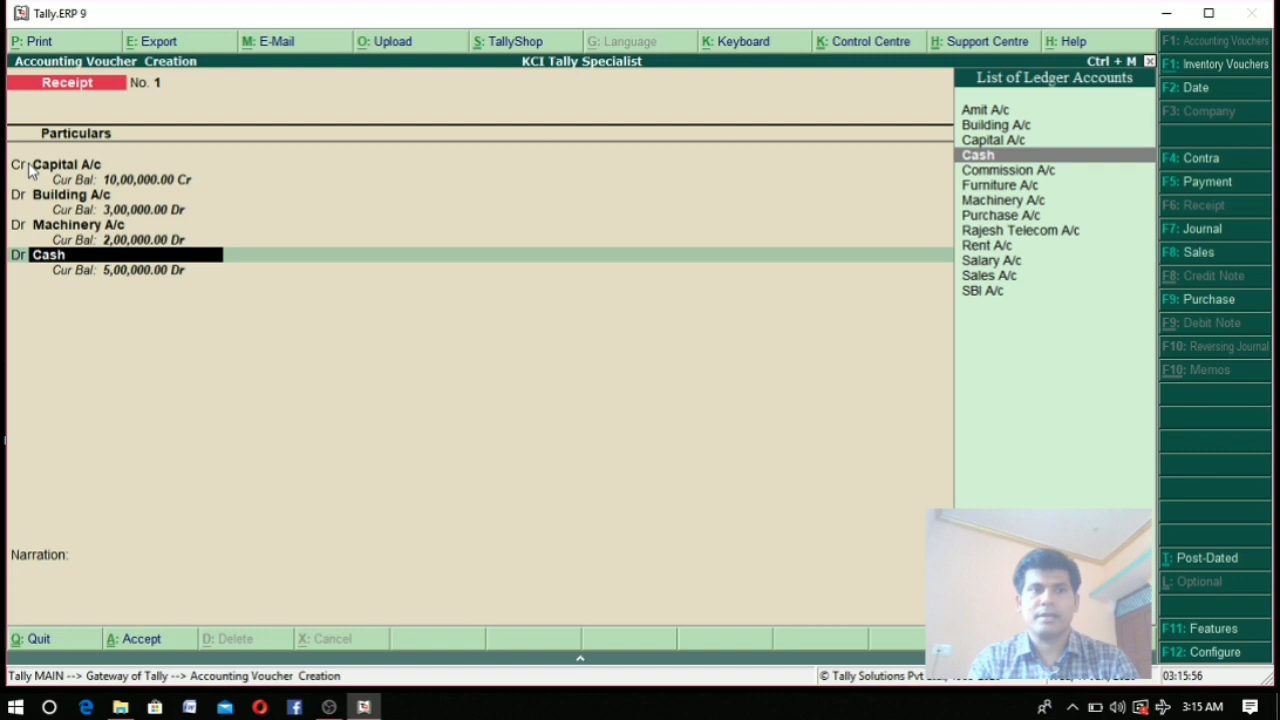 Tally.ERP 9
P: Print E: Export M: E-Mail O: Upload S: TallyShop G: Language K: Keyboard K: Control Centre H: Support Centre H: Help
Accounting Voucher Creation KCI Tally Specialist Ctrl + M
Receipt No. 1
Particulars
Cr Capital A/c
Cur Bal: 10,00,000.00 Cr
Dr Building A/c
Cur Bal: 3,00,000.00 Dr
Dr Machinery A/c
Cur Bal: 2,00,000.00 Dr
Dr Cash
Cur Bal: 5,00,000.00 Dr
Narration:
List of Ledger Accounts
Amit A/c
Building A/c
Capital A/c
Cash
Commission A/c
Furniture A/c
Machinery A/c
Purchase A/c
Rajesh Telecom A/c
Rent A/c
Salary A/c
Sales A/c
SBI A/c
F1: Accounting Vouchers
F1: Inventory Vouchers
F2: Date
F3: Company
F4: Contra
F5: Payment
F6: Receipt
F7: Journal
F8: Sales
F8: Credit Note
F9: Purchase
F9: Debit Note
F10: Reversing Journal
F10: Memos
T: Post-Dated
L: Optional
F11: Features
F12: Configure
Q: Quit A: Accept D: Delete X: Cancel
Tally MAIN --> Gateway of Tally --> Accounting Voucher Creation © Tally Solutions Pvt 03:15:56
3:15 AM